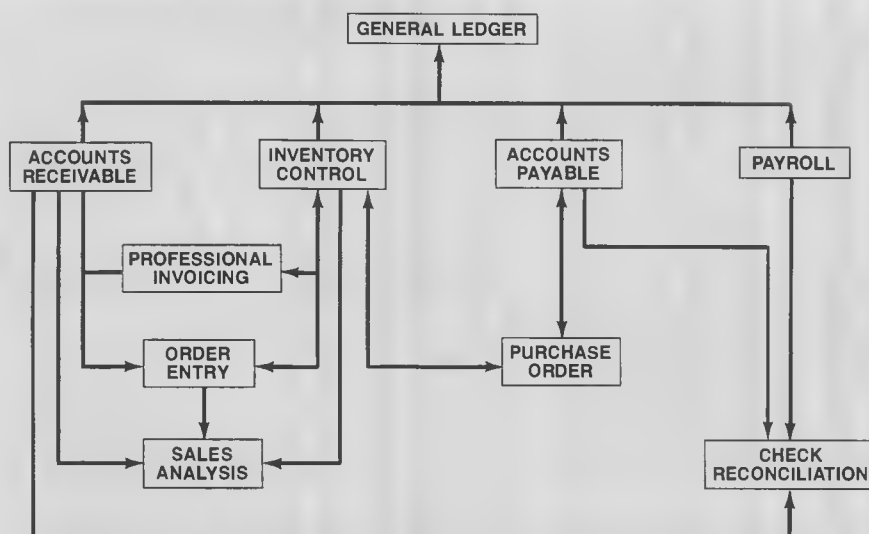 GENERAL LEDGER
ACCOUNTS
RECEIVABLE
INVENTORY
CONTROL
ACCOUNTS
PAYABLE
PAYROLL
PROFESSIONAL
INVOICING
ORDER
ENTRY
PURCHASE
ORDER
SALES
ANALYSIS
CHECK
RECONCILIATION